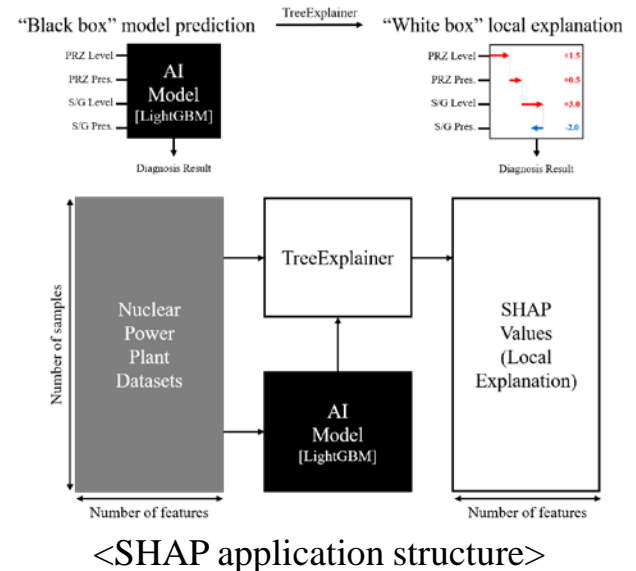 “Black box” model prediction
TreeExplainer
“White box” local explanation
PRZ Level
PRZ Pres.
S/G Level
S/G Pres.
AI
Model
[LightGBM]
Diagnosis Result
PRZ Level
+1.5
PRZ Pres.
+0.5
S/G Level
+3.0
S/G Pres.
-2.0
Diagnosis Result
Number of samples
Nuclear
Power
Plant
Datasets
Number of features
TreeExplainer
AI
Model
[LightGBM]
SHAP
Values
(Local
Explanation)
Number of features
<SHAP application structure>